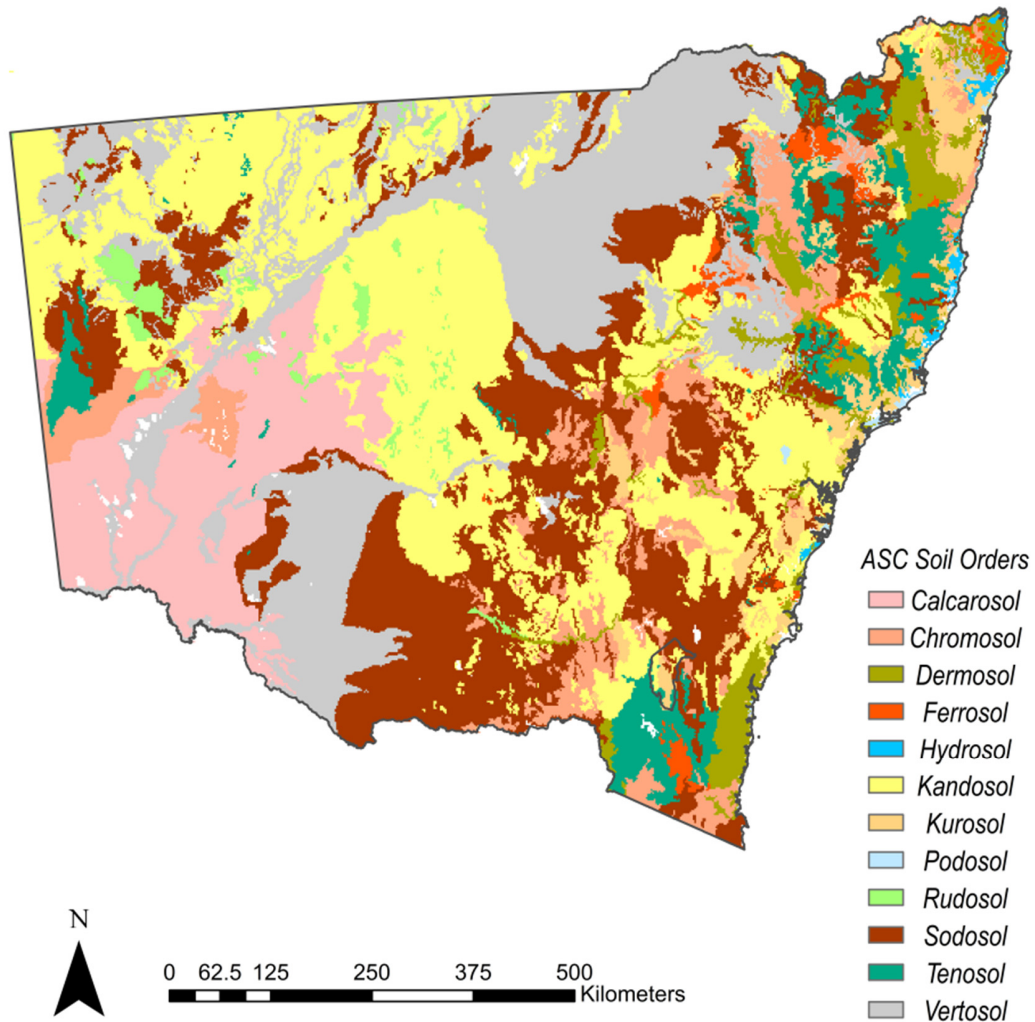 ASC Soil Orders
Calcarosol
Chromosol
Dermosol
Ferrosol
Hydrosol
Kandosol
Kurosol
Podosol
Rudosol
Sodosol
Tenosol
Vertosol
N
0 62.5 125 250 375 500
Kilometers